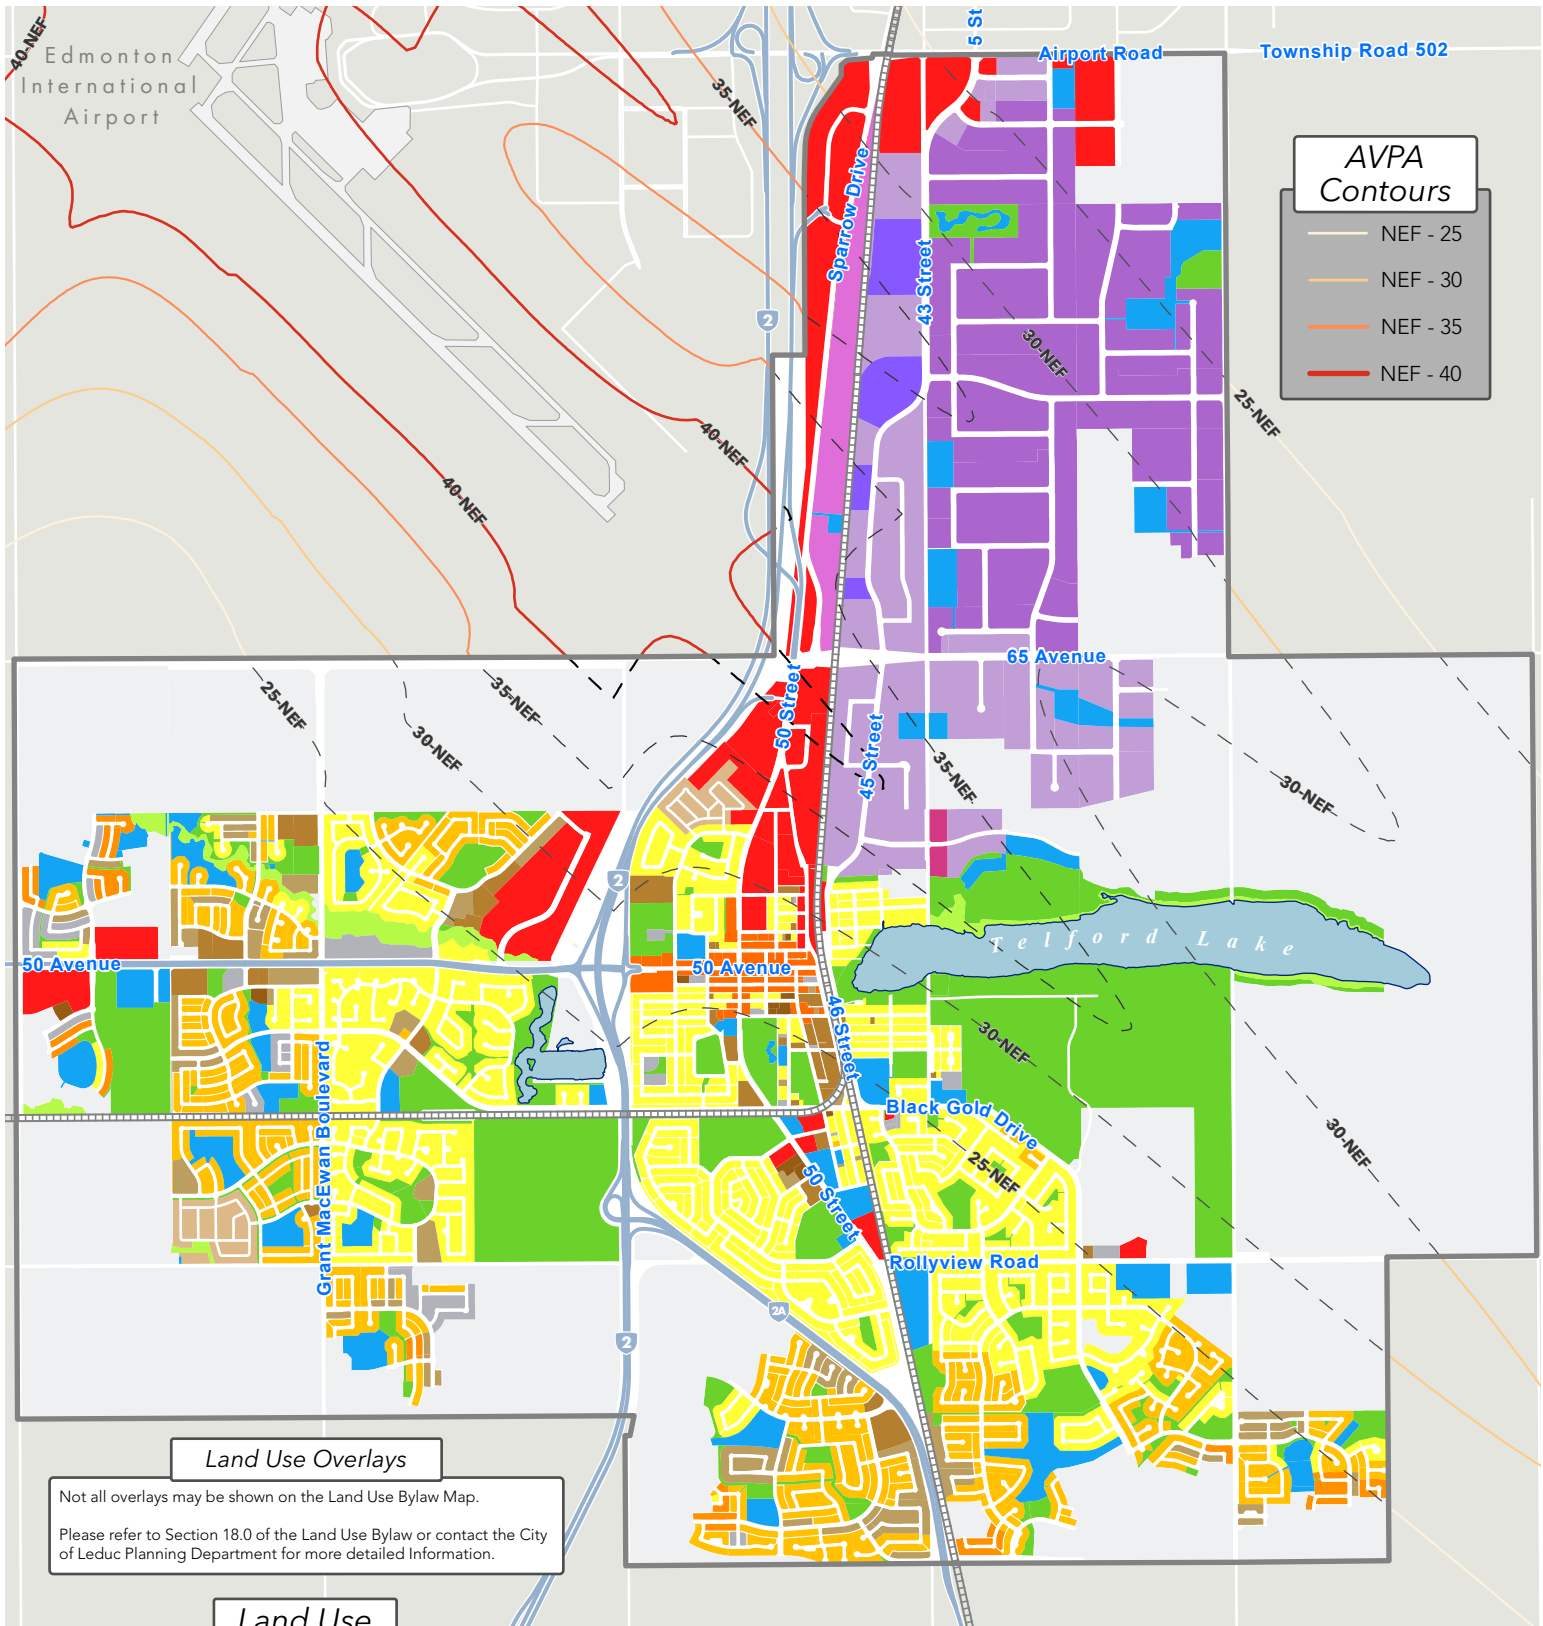 40-NEF
Edmonton
International
Airport
5 St
Airport Road
Township Road 502
35-NEF
AVPA
Contours
NEF - 25
NEF - 30
NEF - 35
NEF - 40
Sparrow Drive
43 Street
2
30-NEF
25-NEF
40-NEF
40-NEF
65 Avenue
25-NEF
35-NEF
30-NEF
50 Street
45 Street
35-NEF
30-NEF
2
Telford Lake
50 Avenue
50 Avenue
46 Street
30-NEF
Grant MacEwan Boulevard
Black Gold Drive
25-NEF
30-NEF
50 Street
Rollyview Road
2A
2
Land Use Overlays
Not all overlays may be shown on the Land Use Bylaw Map.
Please refer to Section 18.0 of the Land Use Bylaw or contact the City
of Leduc Planning Department for more detailed Information.
Land Use